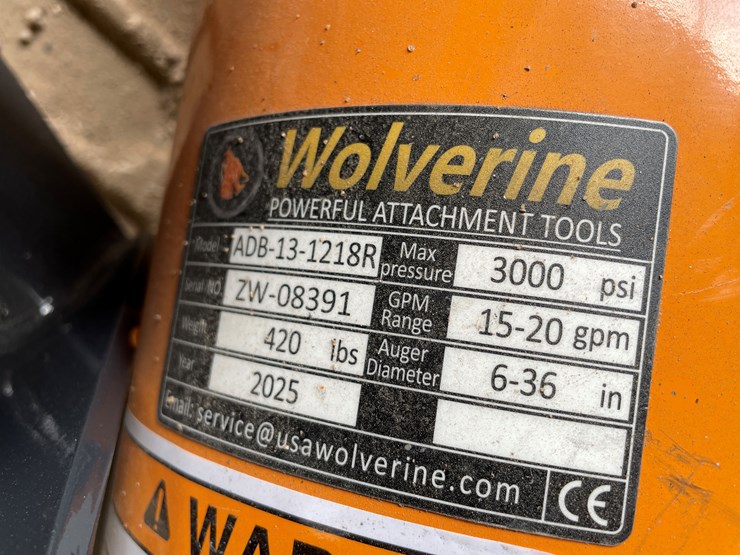 Wolverine
POWERFUL ATTACHMENT TOOLS
Model ADB-13-1218R Max pressure 3000 psi
Serial NO. ZW-08391 GPM Range 15-20 gpm
Weight 420 lbs Auger Diameter 6-36 in
Year 2025
Email: service@usawolverine.com CE